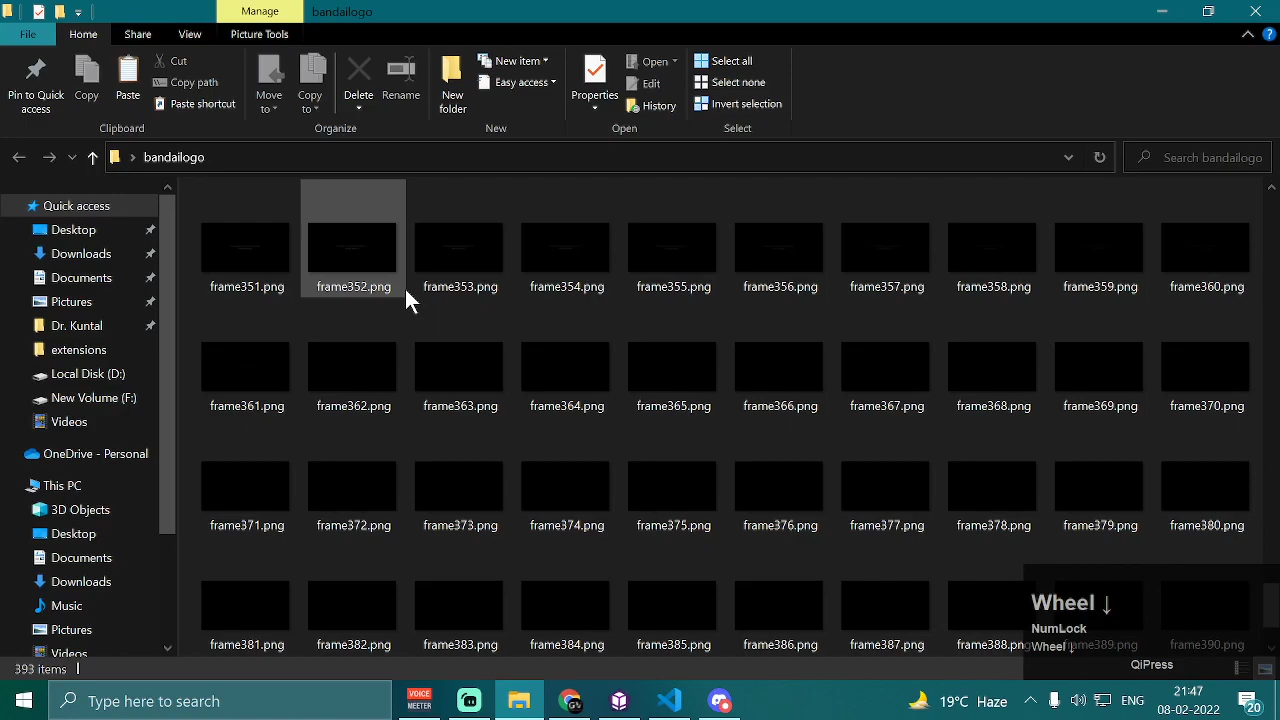 Manage
bandailogo
File
Home
Share
View
Picture Tools
Pin to Quick access
Copy
Paste
Cut
Copy path
Paste shortcut
Clipboard
Move to
Copy to
Delete
Rename
Organize
New folder
New item
Easy access
New
Properties
Open
Edit
History
Open
Select all
Select none
Invert selection
Select
bandailogo
Search bandailogo
Quick access
Desktop
Downloads
Documents
Pictures
Dr. Kuntal
extensions
Local Disk (D:)
New Volume (F:)
Videos
OneDrive - Personal
This PC
3D Objects
Desktop
Documents
Downloads
Music
Pictures
Videos
frame351.png frame352.png frame353.png frame354.png frame355.png frame356.png frame357.png frame358.png frame359.png frame360.png
frame361.png frame362.png frame363.png frame364.png frame365.png frame366.png frame367.png frame368.png frame369.png frame370.png
frame371.png frame372.png frame373.png frame374.png frame375.png frame376.png frame377.png frame378.png frame379.png frame380.png
frame381.png frame382.png frame383.png frame384.png frame385.png frame386.png frame387.png frame388.png frame389.png frame390.png
Wheel ↓
NumLock
Wheel ↓
QiPress
393 items
Type here to search
VOICE MEETER
GV
19°C Haze
ENG
21:47
08-02-2022
20